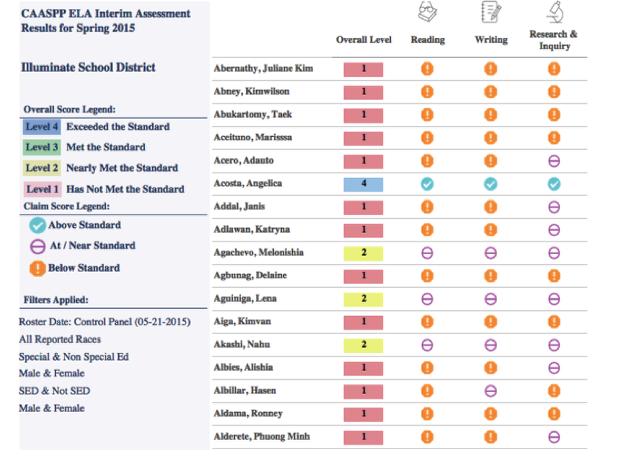 CAASPP ELA Interim Assessment
Results for Spring 2015
Illuminate School District
Overall Score Legend:
Level 4 Exceeded the Standard
Level 3 Met the Standard
Level 2 Nearly Met the Standard
Level 1 Has Not Met the Standard
Claim Score Legend:
Above Standard
At / Near Standard
Below Standard
Filters Applied:
Roster Date: Control Panel (05-21-2015)
All Reported Races
Special & Non Special Ed
Male & Female
SED & Not SED
Male & Female
Overall Level Reading Writing Research &
Inquiry
Abernathy, Juliane Kim 1
Abney, Kimwilson 1
Abukartomy, Taek 1
Aceituno, Marisssa 1
Acero, Adauto 1
Acosta, Angelica 4
Addal, Janis 1
Adlawan, Katryna 1
Agachevo, Melonishia 2
Agbunag, Delaine 1
Aguiniga, Lena 2
Aiga, Kimvan 1
Akashi, Nahu 2
Albies, Alishia 1
Albillar, Hasen 1
Aldama, Ronney 1
Alderete, Phuong Minh 1